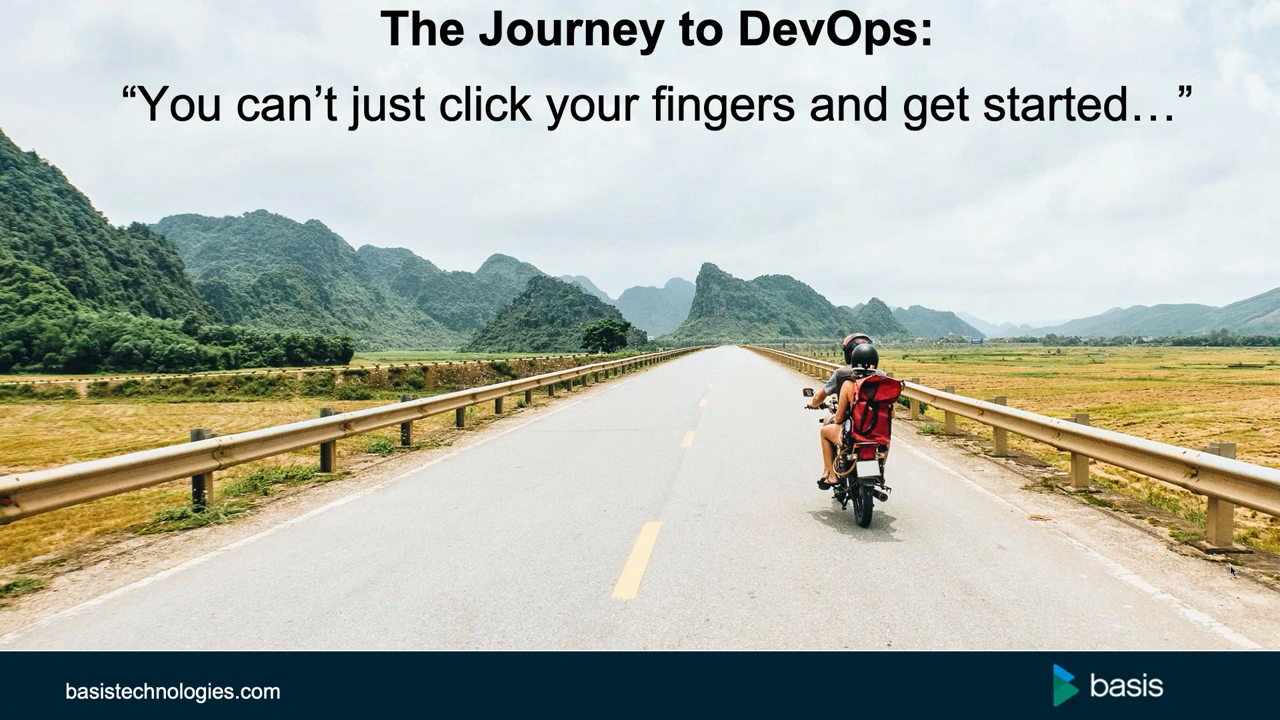 The Journey to DevOps:
“You can’t just click your fingers and get started…”
basistechnologies.com
basis